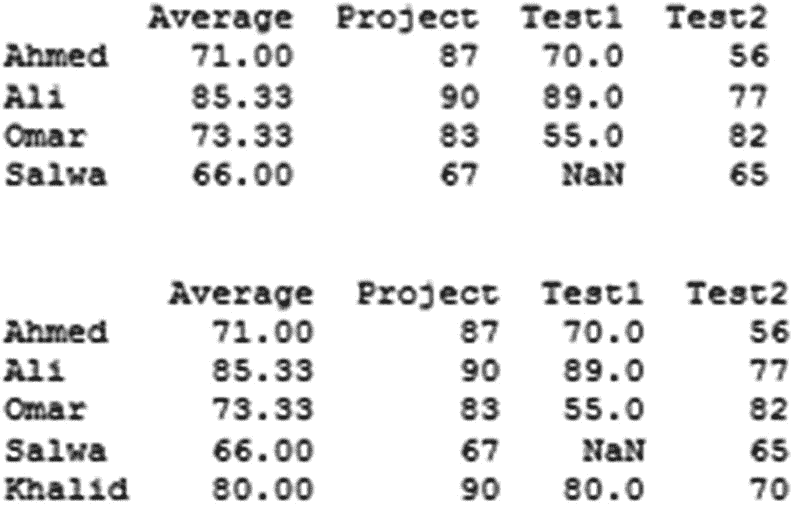 Average Project Test1 Test2
Ahmed 71.00 87 70.0 56
Ali 85.33 90 89.0 77
Omar 73.33 83 55.0 82
Salwa 66.00 67 NaN 65
Average Project Test1 Test2
Ahmed 71.00 87 70.0 56
Ali 85.33 90 89.0 77
Omar 73.33 83 55.0 82
Salwa 66.00 67 NaN 65
Khalid 80.00 90 80.0 70